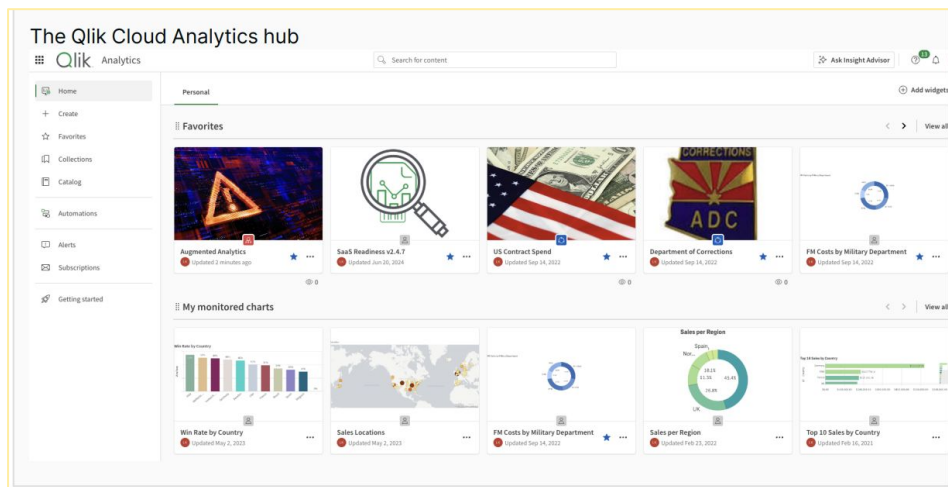 The Qlik Cloud Analytics hub
Qlik Analytics
Search for content
Ask Insight Advisor
11
Home
Create
Favorites
Collections
Catalog
Automations
Alerts
Subscriptions
Getting started
Personal
Add widgets
Favorites
View all
CORRECTIONS
ADC
Augmented Analytics
Updated 2 minutes ago
SaaS Readiness v2.4.7
Updated Jun 20, 2024
US Contract Spend
Updated Sep 14, 2022
Department of Corrections
Updated Sep 14, 2022
FM Costs by Military Department
Updated Sep 14, 2022
0
0
0
My monitored charts
View all
Win Rate by Country
Sales per Region
Spain,
Nor...
UK
Top 10 Sales by Country
Win Rate by Country
Updated May 2, 2023
Sales Locations
Updated May 2, 2023
FM Costs by Military Department
Updated Sep 14, 2022
Sales per Region
Updated Feb 23, 2022
Top 10 Sales by Country
Updated Feb 16, 2021